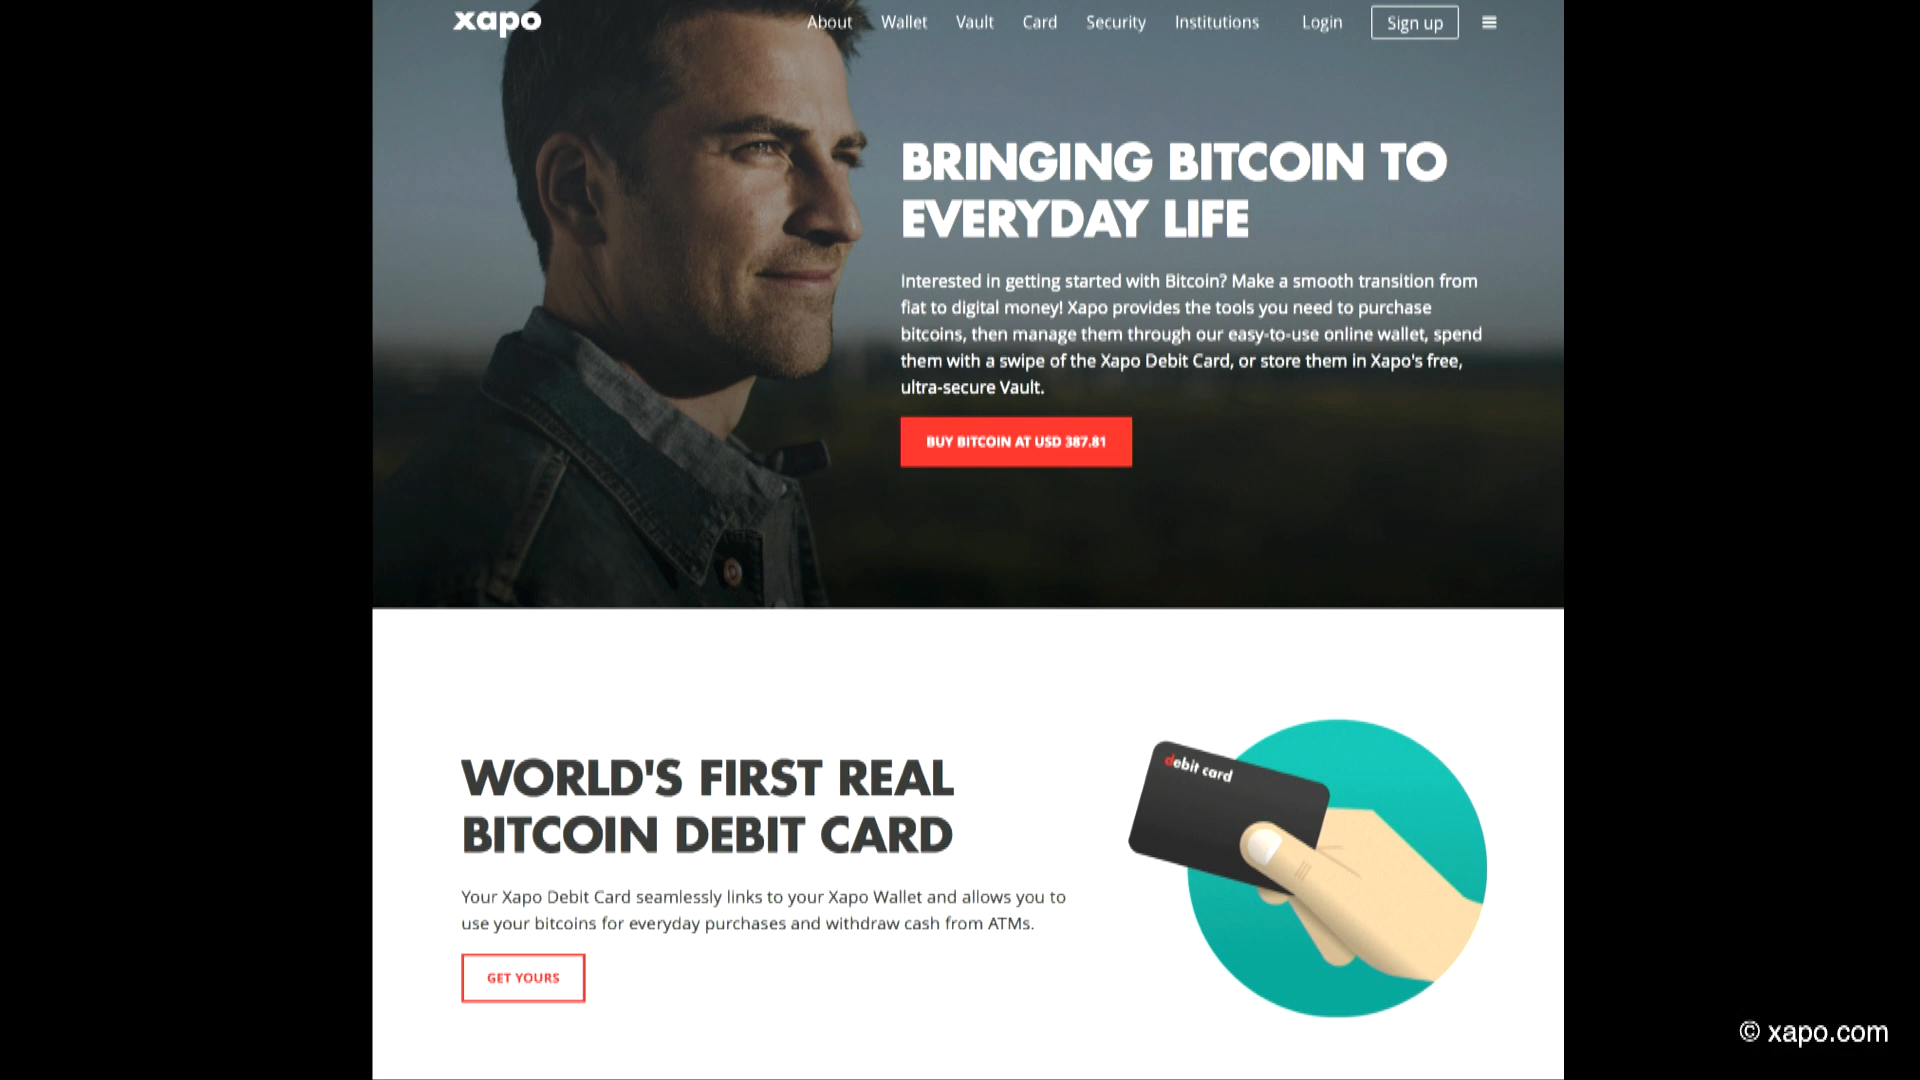 xapo
About Wallet Vault Card Security Institutions Login Sign up
BRINGING BITCOIN TO
EVERYDAY LIFE
Interested in getting started with Bitcoin? Make a smooth transition from
fiat to digital money! Xapo provides the tools you need to purchase
bitcoins, then manage them through our easy-to-use online wallet, spend
them with a swipe of the Xapo Debit Card, or store them in Xapo's free,
ultra-secure Vault.
BUY BITCOIN AT USD 387.81
WORLD'S FIRST REAL
BITCOIN DEBIT CARD
Your Xapo Debit Card seamlessly links to your Xapo Wallet and allows you to
use your bitcoins for everyday purchases and withdraw cash from ATMs.
GET YOURS
debit card
© xapo.com